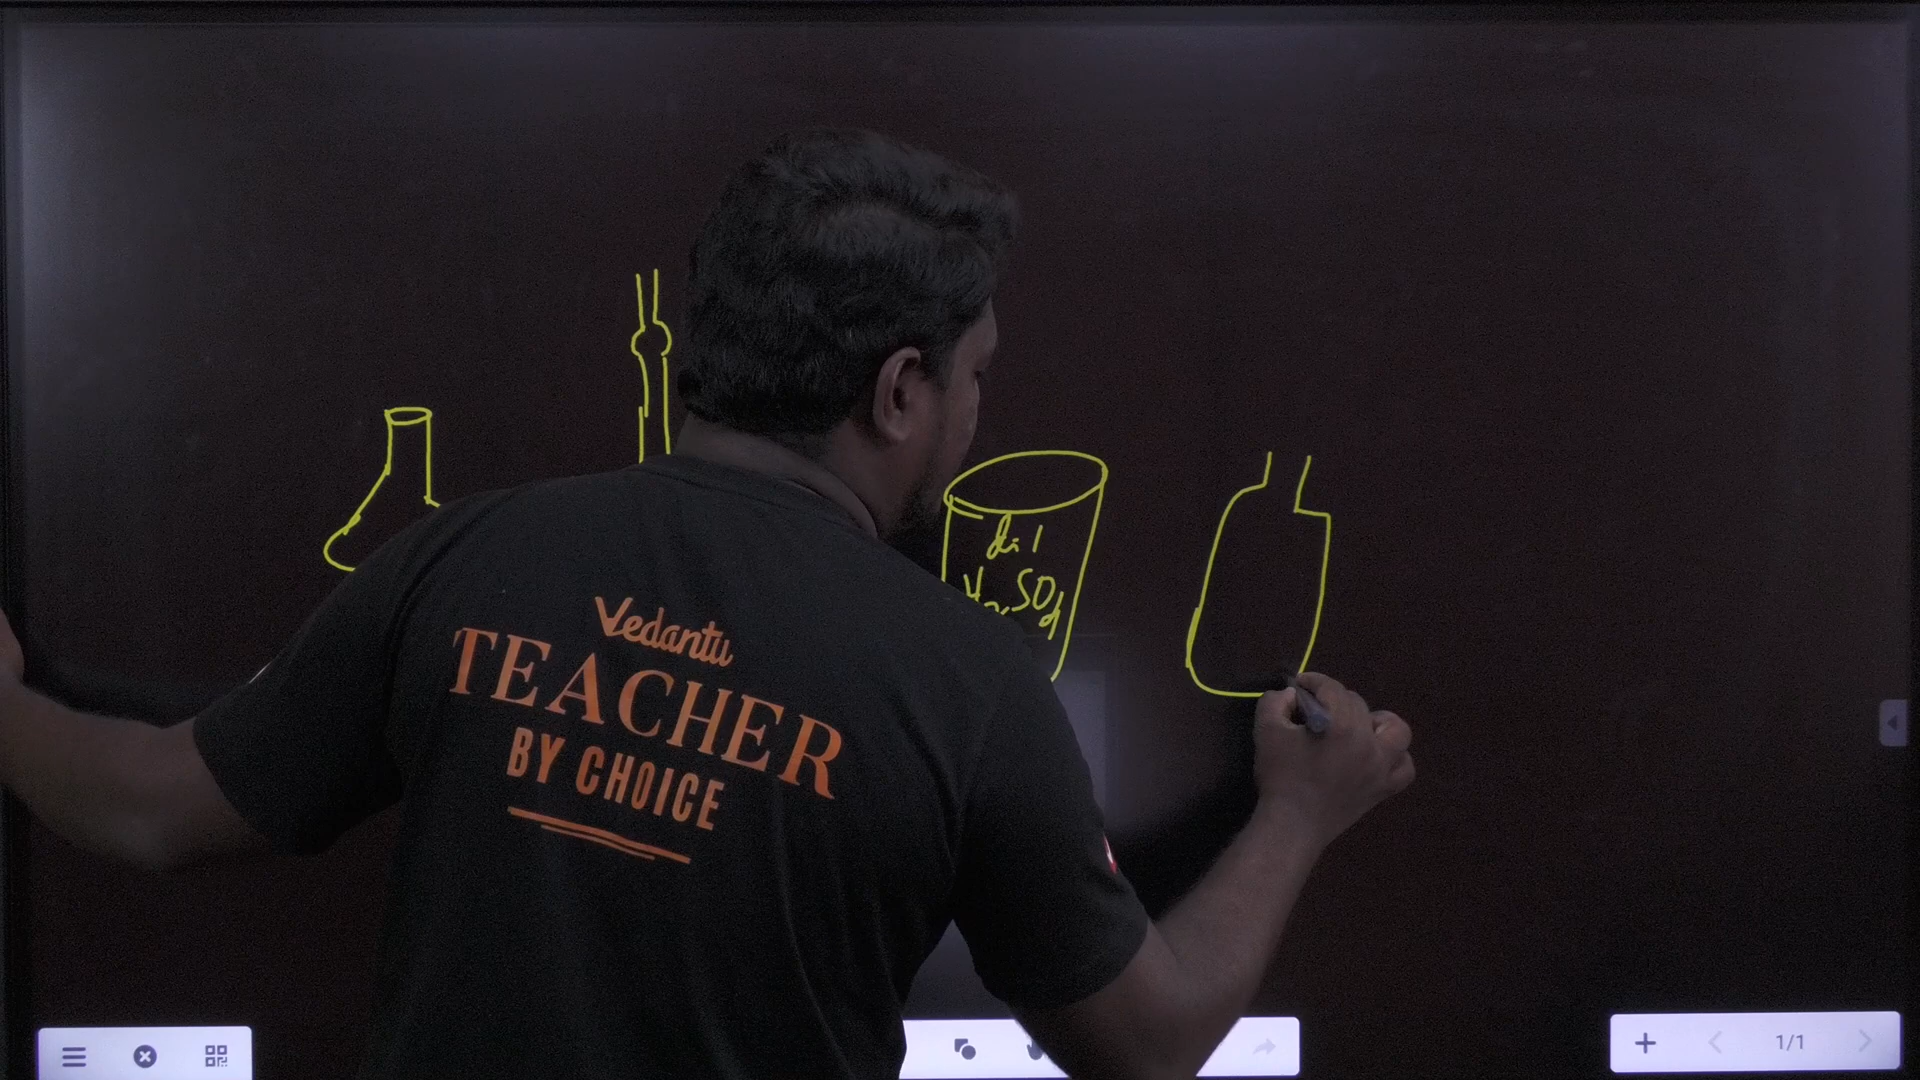 dil
H₂SO₄
Vedantu
TEACHER
BY CHOICE
1/1